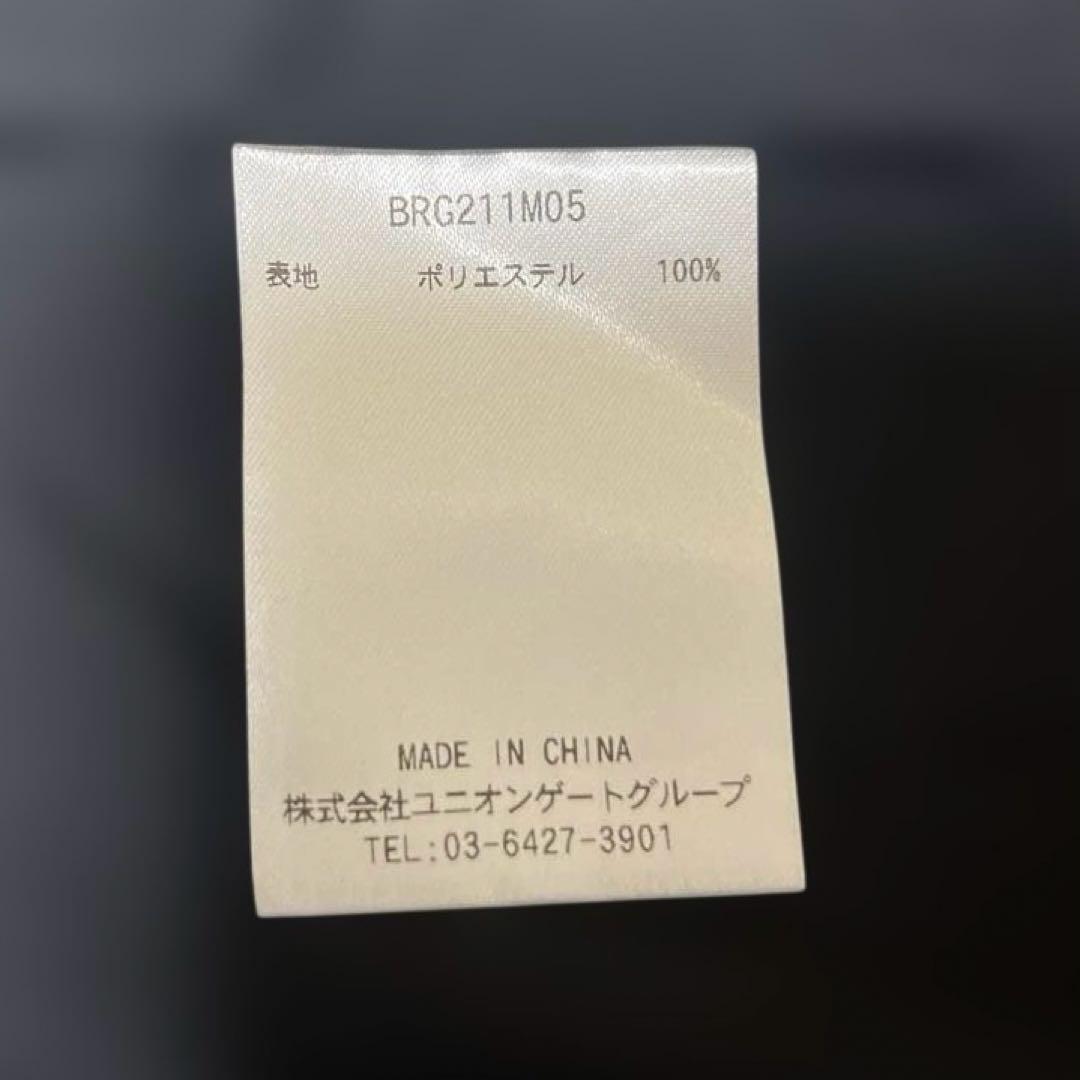 BRG211M05
表地 ポリエステル 100%
MADE IN CHINA
株式会社ユニオンゲートグループ
TEL:03-6427-3901